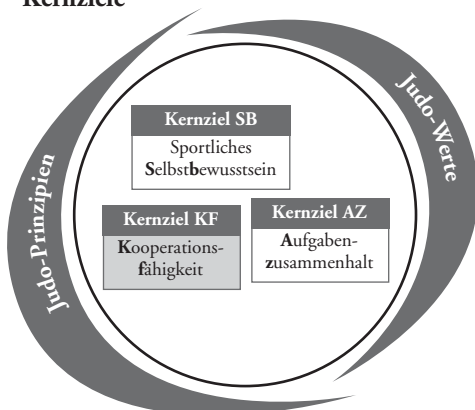 Kernziele
Judo-Werte
Judo-Prinzipien
Kernziel SB
Sportliches
Selbstbewusstsein
Kernziel KF
Kooperations-
fähigkeit
Kernziel AZ
Aufgaben-
zusammenhalt